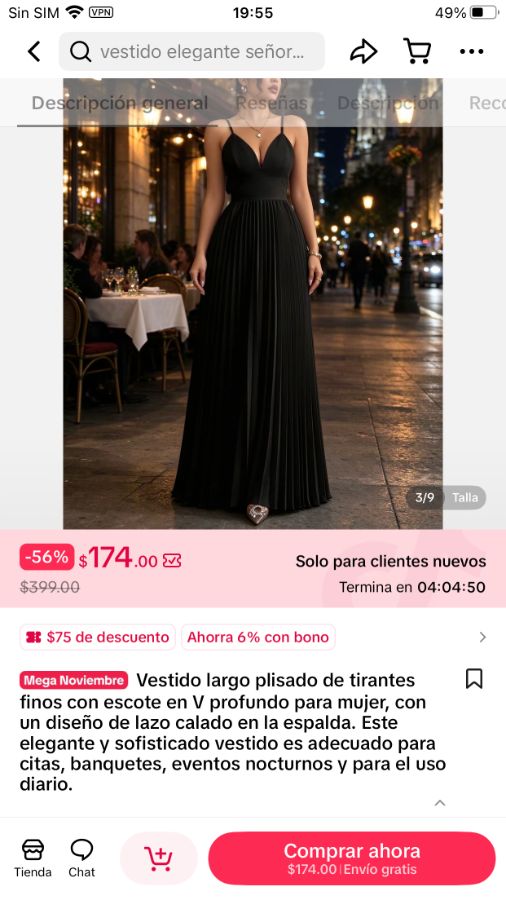 Sin SIM VPN 19:55 49%
vestido elegante señor...
Descripción general Reseñas Descripción Reco
3/9 Talla
-56% $174.00 Solo para clientes nuevos
$399.00 Termina en 04:04:50
$75 de descuento Ahorra 6% con bono
Mega Noviembre Vestido largo plisado de tirantes
finos con escote en V profundo para mujer, con
un diseño de lazo calado en la espalda. Este
elegante y sofisticado vestido es adecuado para
citas, banquetes, eventos nocturnos y para el uso
diario.
Tienda Chat Comprar ahora
$174.00 | Envío gratis